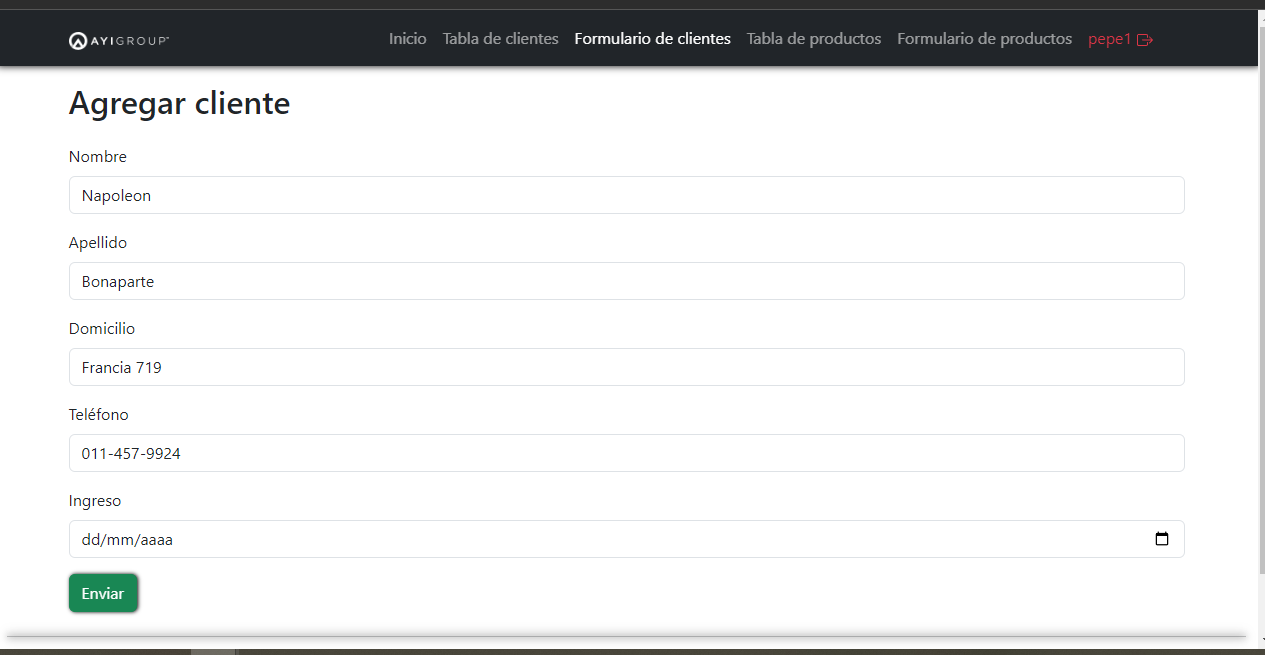 AYIGROUP Inicio Tabla de clientes Formulario de clientes Tabla de productos Formulario de productos pepe1
Agregar cliente
Nombre
Napoleon
Apellido
Bonaparte
Domicilio
Francia 719
Teléfono
011-457-9924
Ingreso
dd/mm/aaaa
Enviar